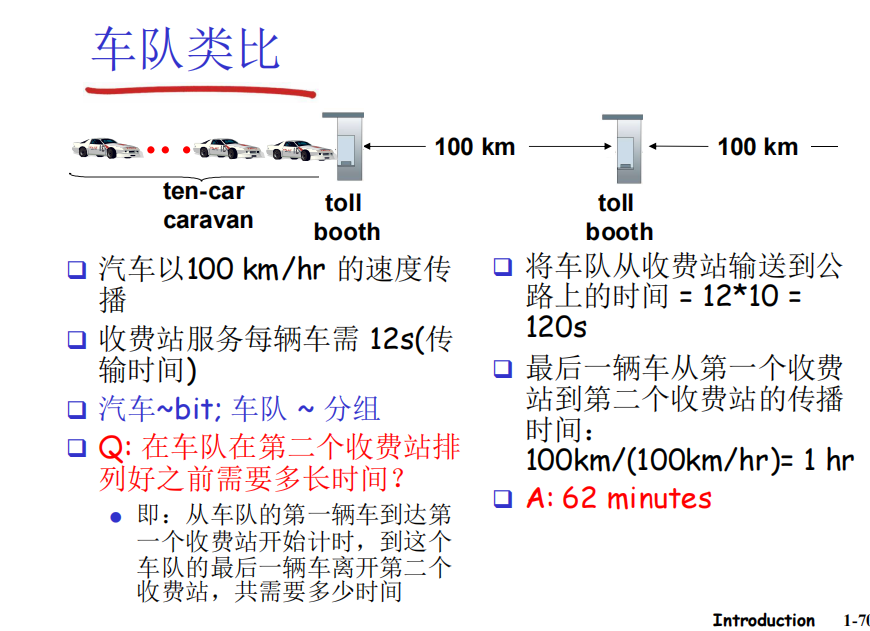 车队类比
100 km
100 km
ten-car
caravan
toll
booth
toll
booth
汽车以100 km/hr 的速度传
播
收费站服务每辆车需 12s(传
输时间)
汽车~bit; 车队 ~ 分组
Q: 在车队在第二个收费站排
列好之前需要多长时间?
即：从车队的第一辆车到达第
一个收费站开始计时，到这个
车队的最后一辆车离开第二个
收费站，共需要多少时间
将车队从收费站输送到公
路上的时间 = 12*10 =
120s
最后一辆车从第一个收费
站到第二个收费站的传播
时间：
100km/(100km/hr)= 1 hr
A: 62 minutes
Introduction 1-70